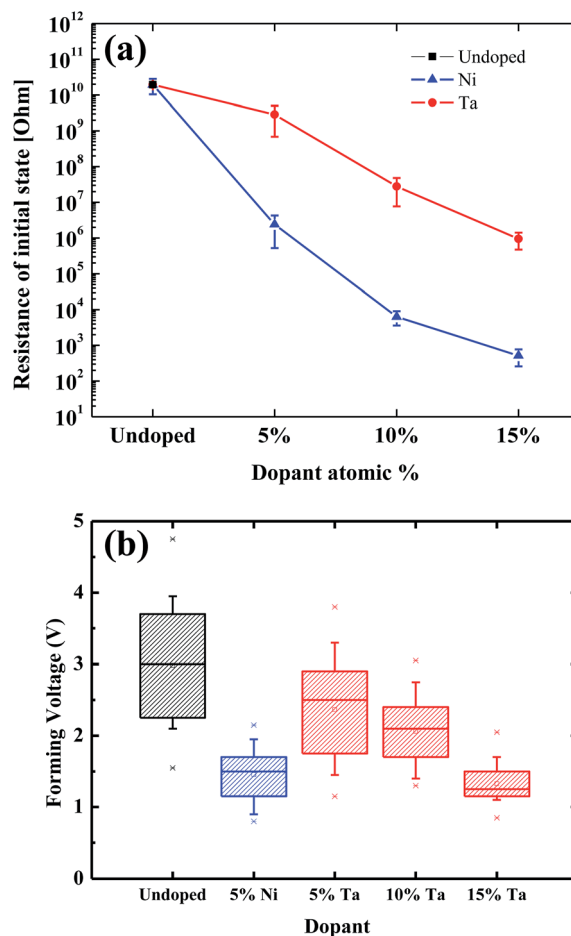 (a)
Undoped
Ni
Ta
Resistance of initial state [Ohm]
10^12
10^11
10^10
10^9
10^8
10^7
10^6
10^5
10^4
10^3
10^2
10^1
Undoped 5% 10% 15%
Dopant atomic %
(b)
Forming Voltage (V)
5
4
3
2
1
0
Undoped 5% Ni 5% Ta 10% Ta 15% Ta
Dopant